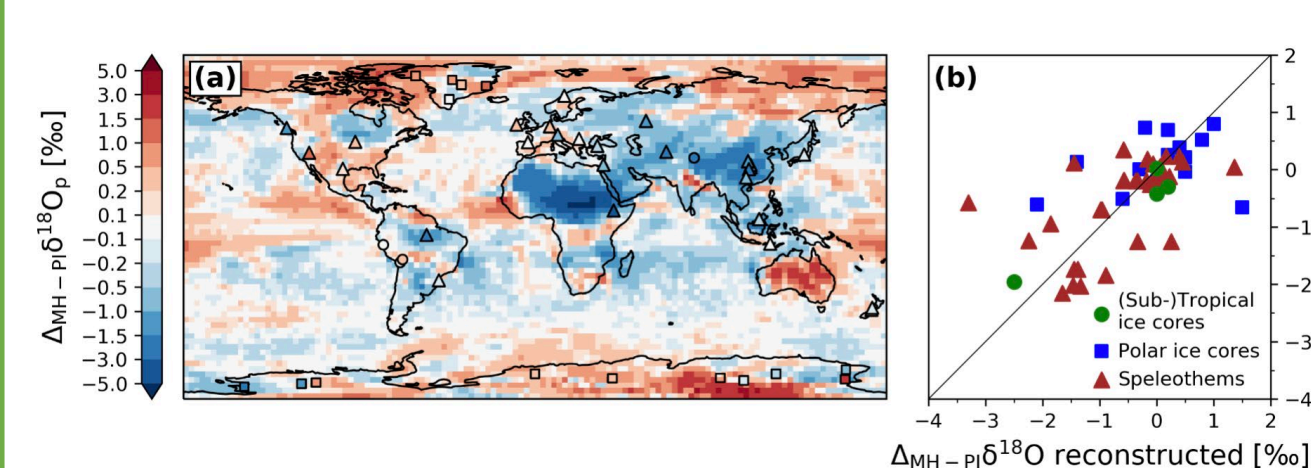 Δ_MH−PI δ¹⁸O_p [‰]
5.0
3.0
1.5
1.0
0.5
0.2
0.1
−0.1
−0.2
−0.5
−1.0
−1.5
−3.0
−5.0
(a)
(b)
2
1
0
−1
−2
−3
−4
(Sub-)Tropical
ice cores
Polar ice cores
Speleothems
−4 −3 −2 −1 0 1 2
Δ_MH−PI δ¹⁸O reconstructed [‰]